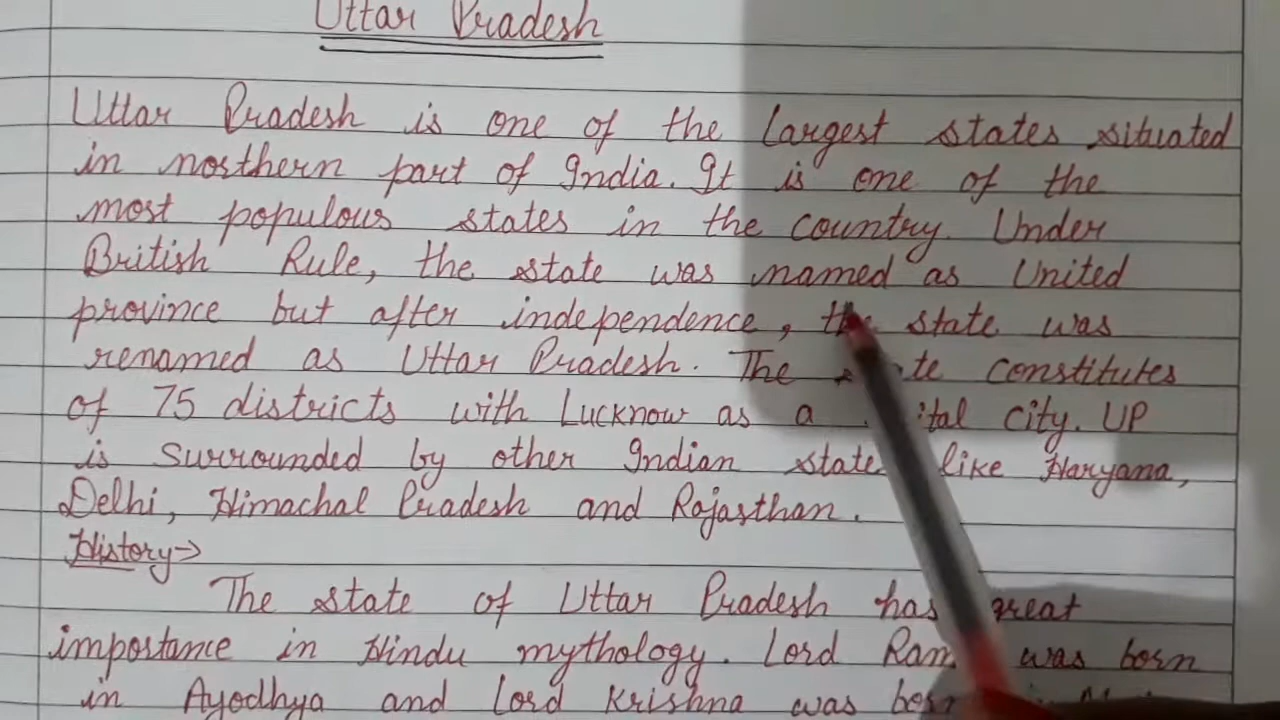 Uttar Pradesh
Uttar Pradesh is one of the largest states situated
in northern part of India. It is one of the
most populous states in the country. Under
British Rule, the state was named as United
province but after independence, the state was
renamed as Uttar Pradesh. The constitutes
of 75 districts with Lucknow as a city. UP
is surrounded by other Indian state like Haryana,
Delhi, Himachal Pradesh and Rajasthan.
History→
The state of Uttar Pradesh has great
importance in Hindu mythology. Lord Ram was born
in Ayodhya and Lord Krishna was born